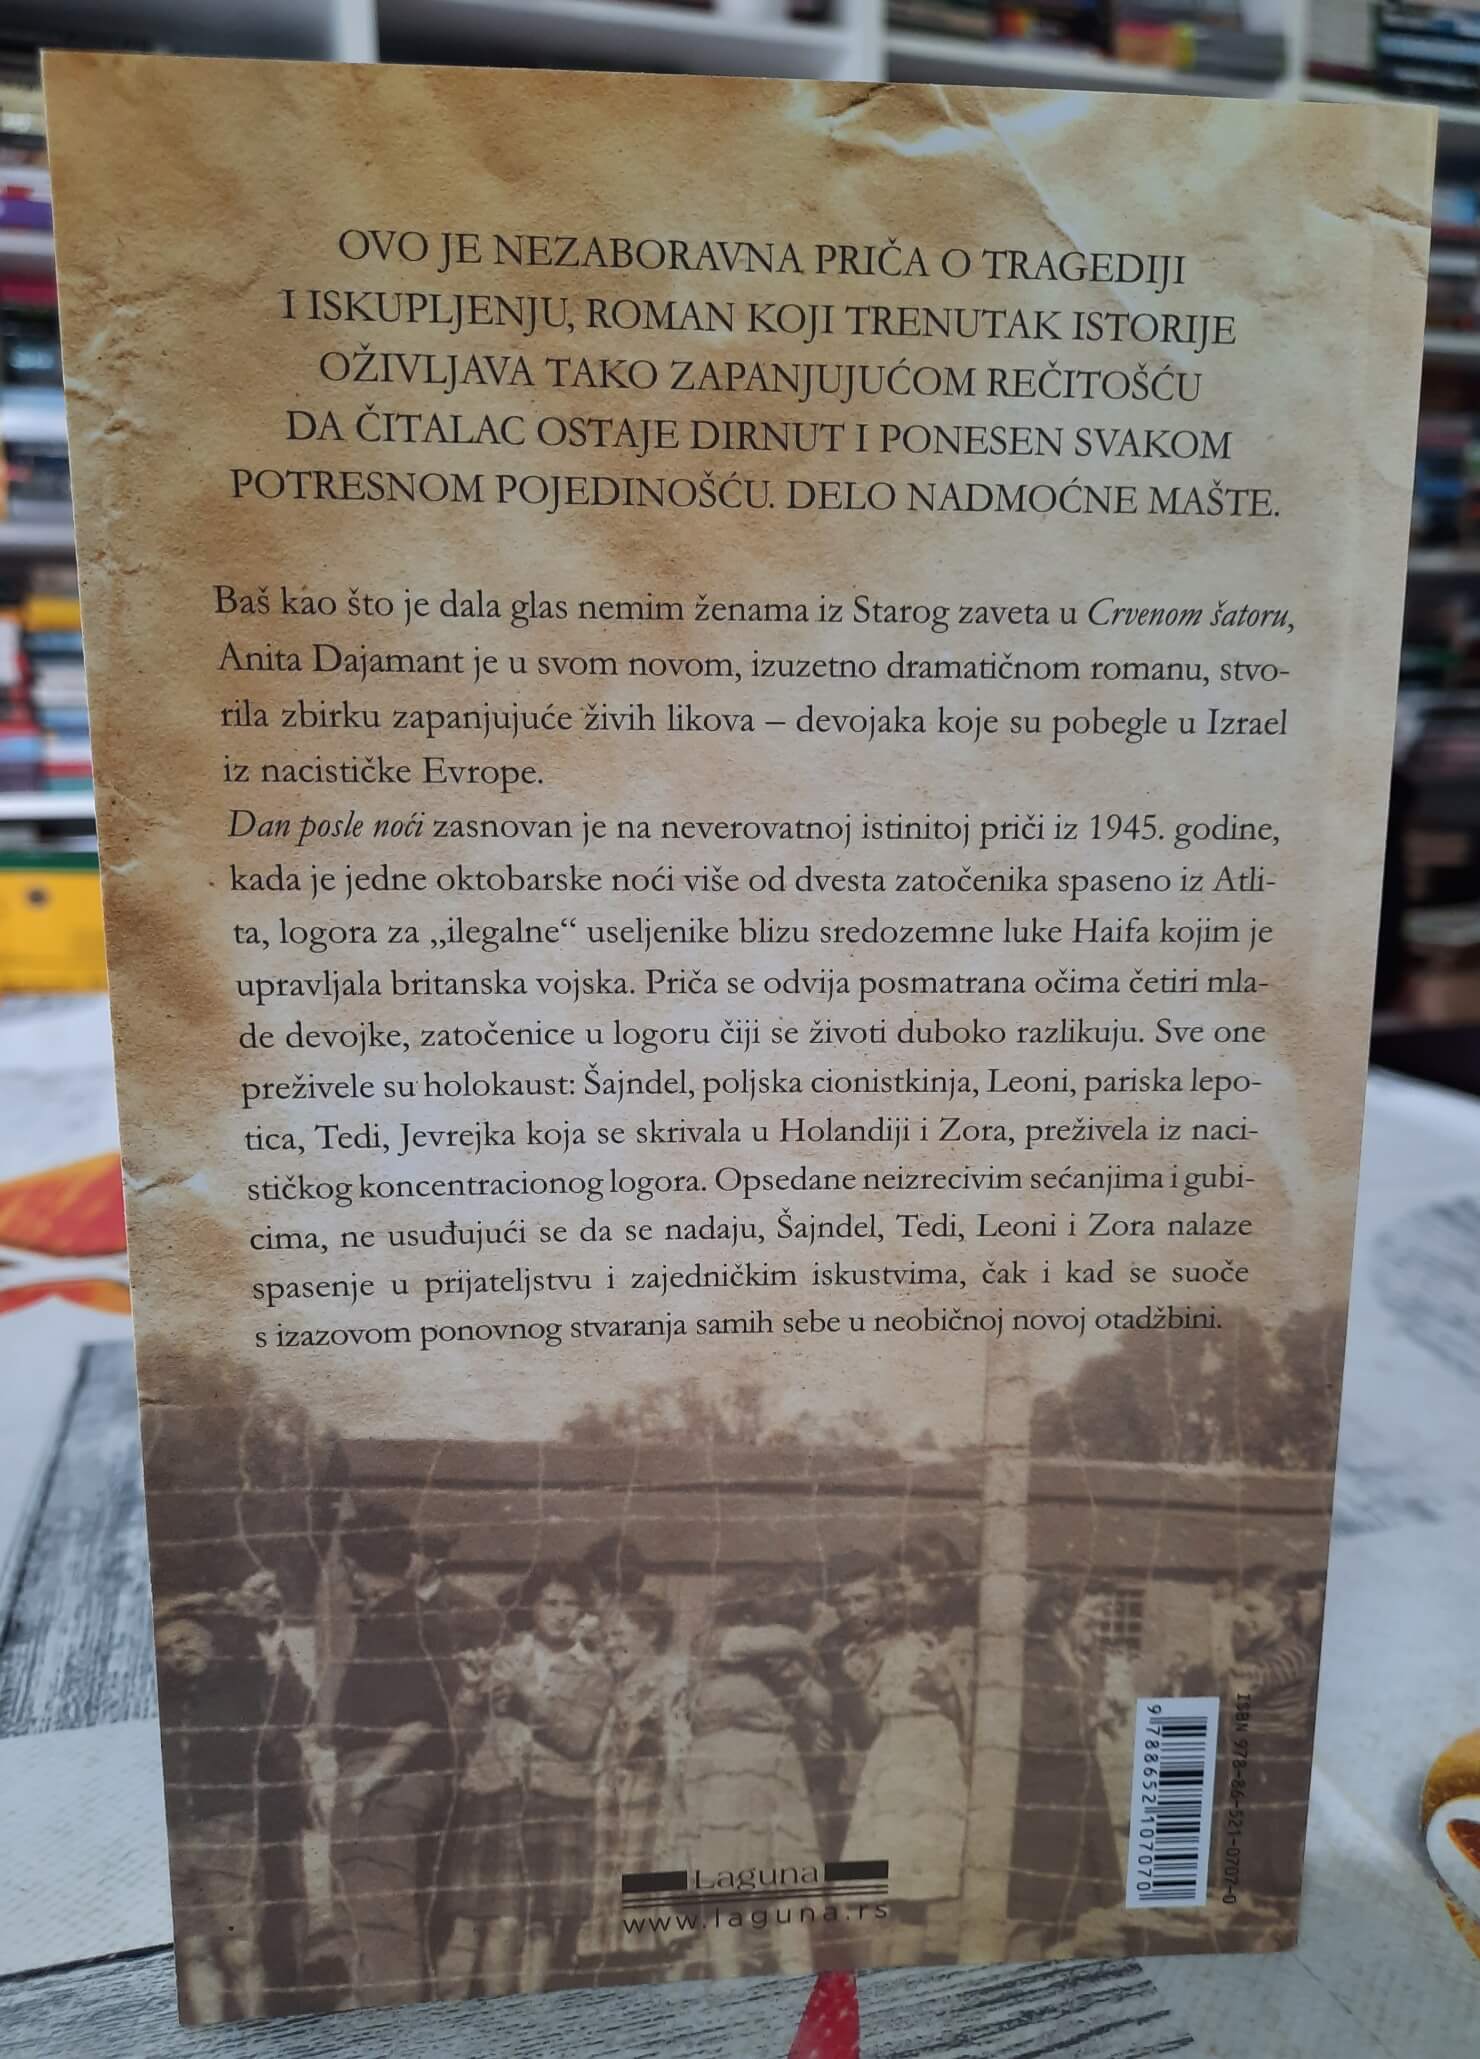 OVO JE NEZABORAVNA PRIČA O TRAGEDIJI
I ISKUPLJENJU, ROMAN KOJI TRENUTAK ISTORIJE
OŽIVLJAVA TAKO ZAPANJUJUĆOM REČITOŠĆU
DA ČITALAC OSTAJE DIRNUT I PONESEN SVAKOM
POTRESNOM POJEDINOŠĆU. DELO NADMOĆNE MAŠTE.
Baš kao što je dala glas nemim ženama iz Starog zaveta u Crvenom šatoru,
Anita Dajamant je u svom novom, izuzetno dramatičnom romanu, stvo-
rila zbirku zapanjujuće živih likova – devojaka koje su pobegle u Izrael
iz nacističke Evrope.
Dan posle noći zasnovan je na neverovatnoj istinitoj priči iz 1945. godine,
kada je jedne oktobarske noći više od dvesta zatočenika spaseno iz Atli-
ta, logora za „ilegalne“ useljenike blizu sredozemne luke Haifa kojim je
upravljala britanska vojska. Priča se odvija posmatrana očima četiri mla-
de devojke, zatočenice u logoru čiji se životi duboko razlikuju. Sve one
preživele su holokaust: Šajndel, poljska cionistkinja, Leoni, pariska lepo-
tica, Tedi, Jevrejka koja se skrivala u Holandiji i Zora, preživela iz naci-
stičkog koncentracionog logora. Opsedane neizrecivim sećanjima i gubi-
cima, ne usuđujući se da se nadaju, Šajndel, Tedi, Leoni i Zora nalaze
spasenje u prijateljstvu i zajedničkim iskustvima, čak i kad se suoče
s izazovom ponovnog stvaranja samih sebe u neobičnoj novoj otadžbini.
ISBN 978-86-521-0707-0
9788652107070
Laguna
www.laguna.rs